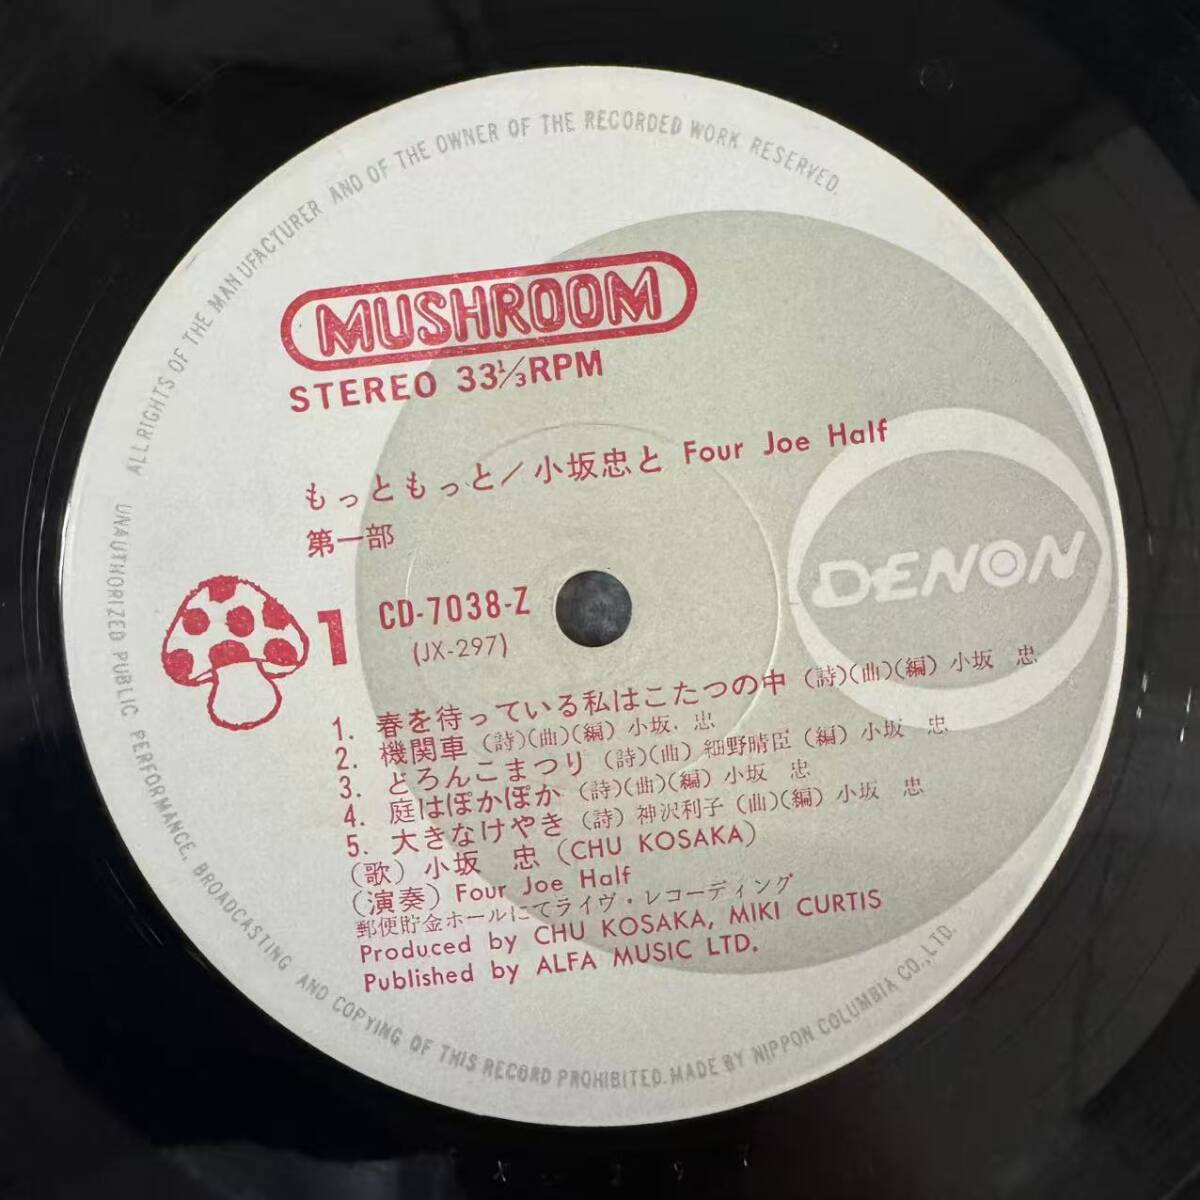 ALL RIGHTS OF THE MANUFACTURER AND OF THE OWNER OF THE RECORDED WORK RESERVED.
MUSHROOM
STEREO 33⅓RPM
もっともっと/小坂忠と Four Joe Half
第一部
DENON
1
CD-7038-Z
(JX-297)
1. 春を待っている私はこたつの中 (詩)(曲)(編) 小坂 忠
2. 機関車 (詩)(曲)(編) 小坂. 忠
3. どろんこまつり (詩)(曲) 細野晴臣 (編) 小坂 忠
4. 庭はぽかぽか (詩)(曲)(編) 小坂 忠
5. 大きなけやき (詩) 神沢利子 (曲)(編) 小坂 忠
(歌) 小坂 忠 (CHU KOSAKA)
(演奏) Four Joe Half
郵便貯金ホールにてライヴ・レコーディング
Produced by CHU KOSAKA, MIKI CURTIS
Published by ALFA MUSIC LTD.
UNAUTHORIZED PUBLIC PERFORMANCE, BROADCASTING AND COPYING OF THIS RECORD PROHIBITED. MADE BY NIPPON COLUMBIA CO., LTD.